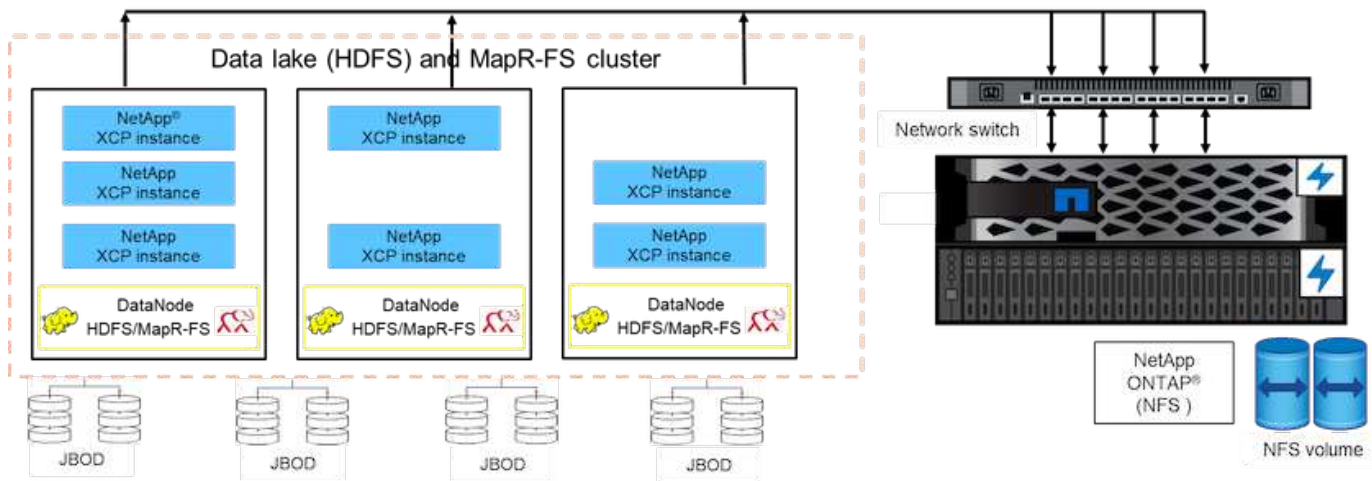 Data lake (HDFS) and MapR-FS cluster
NetApp®
XCP instance
NetApp
XCP instance
NetApp
XCP instance
DataNode
HDFS/MapR-FS
NetApp
XCP instance
NetApp
XCP instance
DataNode
HDFS/MapR-FS
NetApp
XCP instance
NetApp
XCP instance
DataNode
HDFS/MapR-FS
JBOD
JBOD
JBOD
JBOD
Network switch
NetApp
ONTAP®
(NFS )
NFS volume